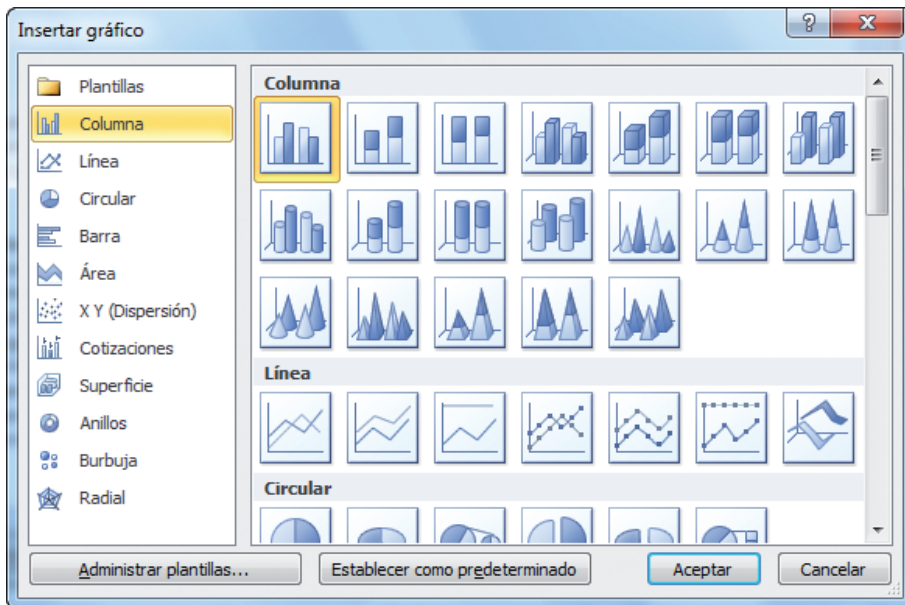 Insertar gráfico
Plantillas
Columna
Línea
Circular
Barra
Área
X Y (Dispersión)
Cotizaciones
Superficie
Anillos
Burbuja
Radial
Columna
Línea
Circular
Administrar plantillas...
Establecer como predeterminado
Aceptar
Cancelar